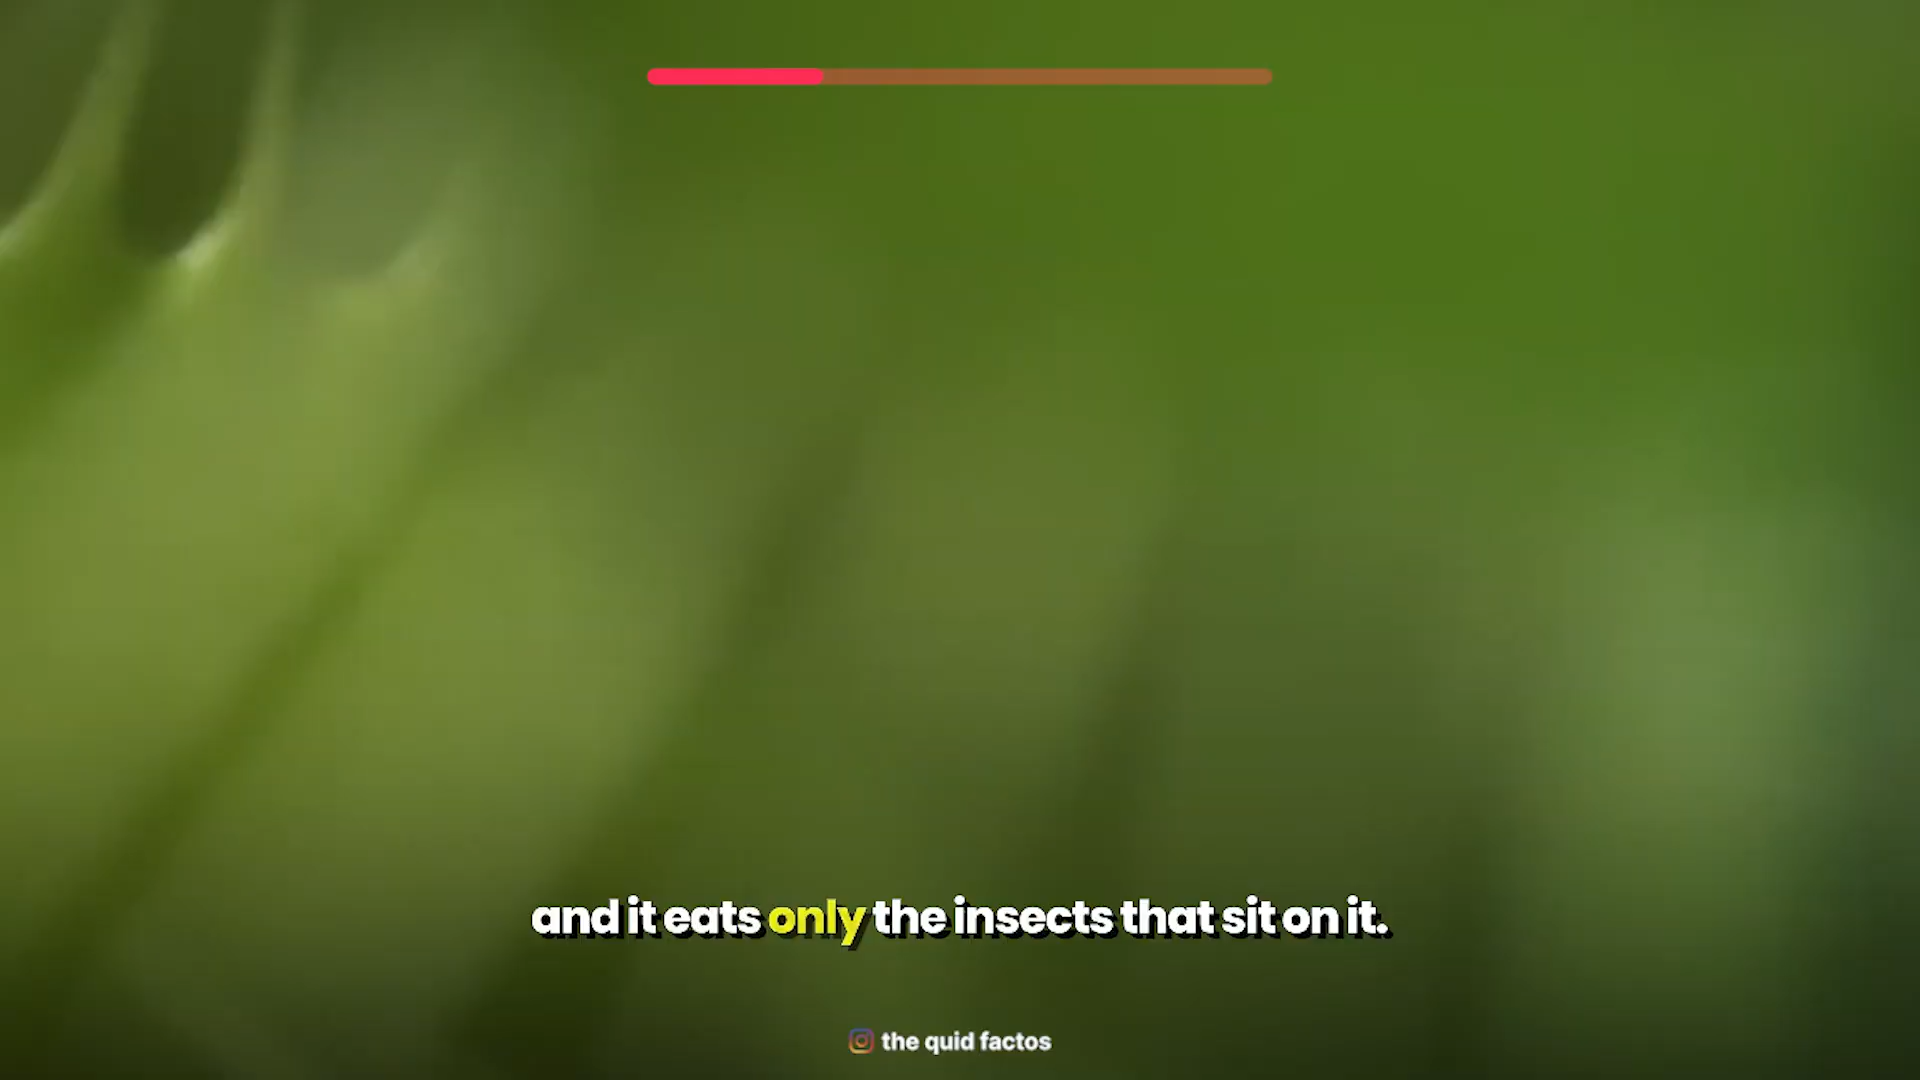 and it eats only the insects that sit on it.
the quid factos